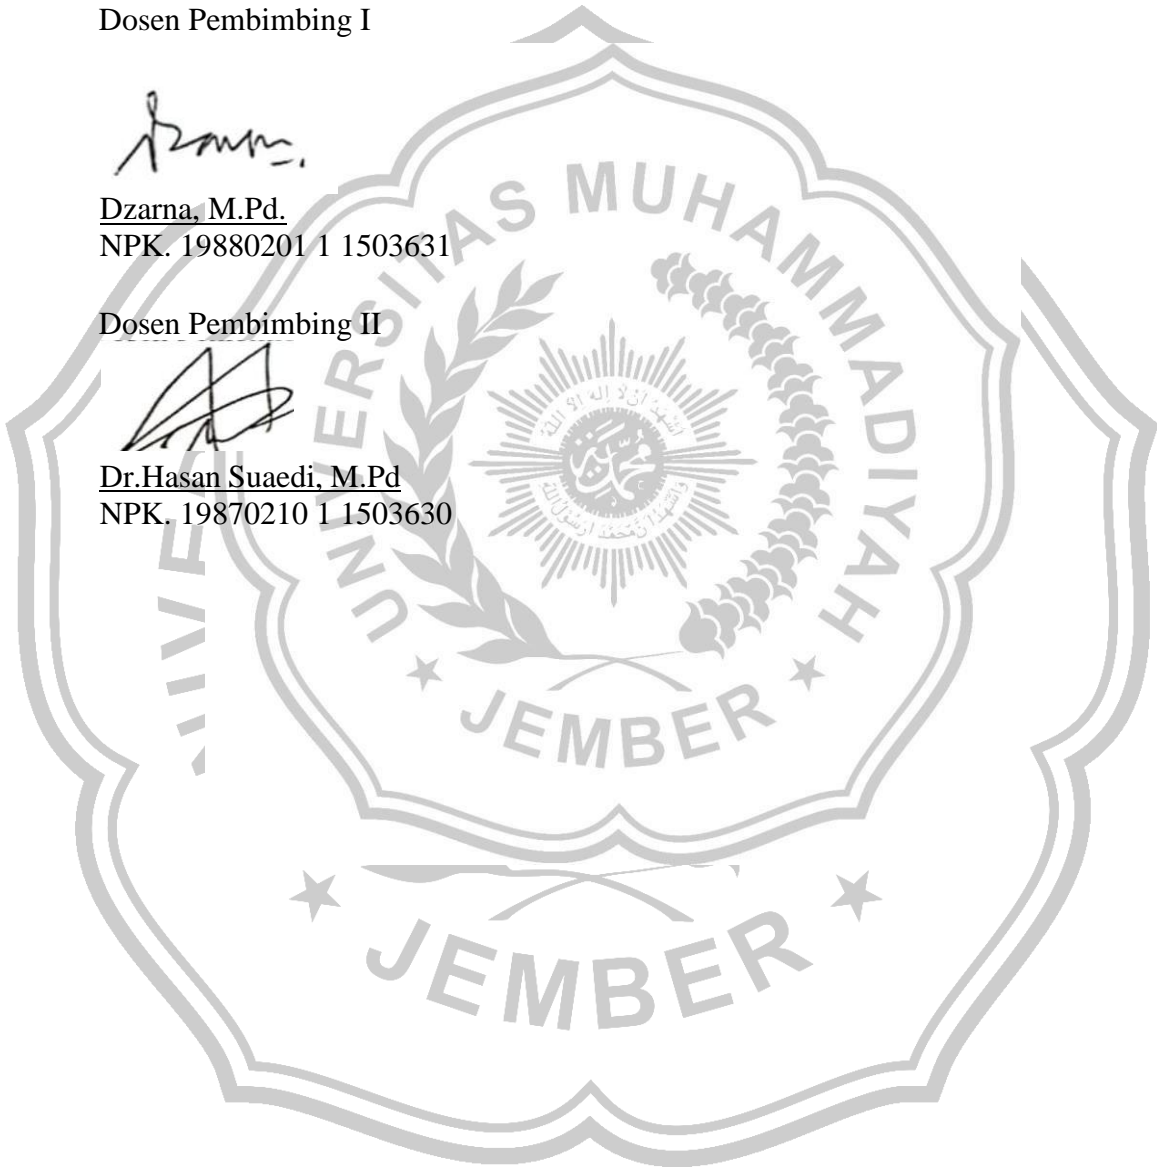 Dosen Pembimbing I
Dzarna, M.Pd.
NPK. 19880201 1 1503631
Dosen Pembimbing II
Dr.Hasan Suaedi, M.Pd
NPK. 19870210 1 1503630
UNIVERSITAS MUHAMMADIYAH
JEMBER
JEMBER